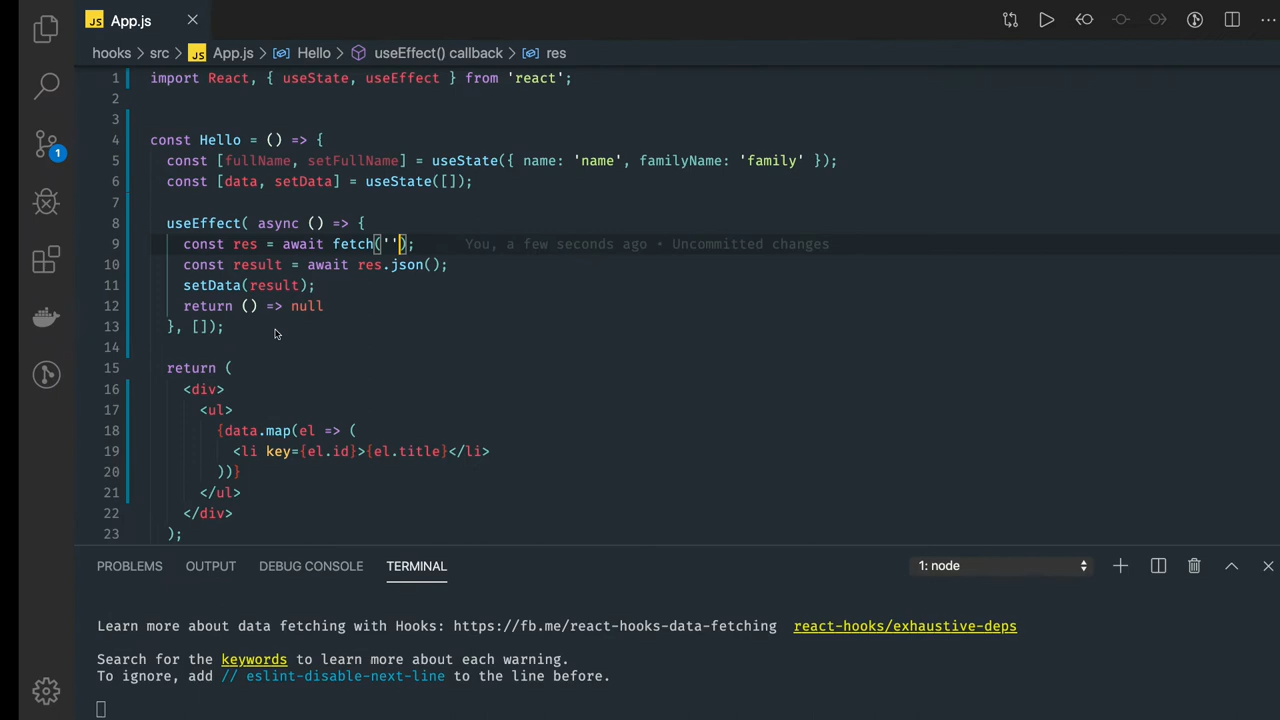 JS App.js
hooks > src > JS App.js > Hello > useEffect() callback > res
1 import React, { useState, useEffect } from 'react';
2
3
4 const Hello = () => {
5 const [fullName, setFullName] = useState({ name: 'name', familyName: 'family' });
6 const [data, setData] = useState([]);
7
8 useEffect( async () => {
9 const res = await fetch(''); You, a few seconds ago • Uncommitted changes
10 const result = await res.json();
11 setData(result);
12 return () => null
13 }, []);
14
15 return (
16 <div>
17 <ul>
18 {data.map(el => (
19 <li key={el.id}>{el.title}</li>
20 ))}
21 </ul>
22 </div>
23 );
1
PROBLEMS OUTPUT DEBUG CONSOLE TERMINAL 1: node
Learn more about data fetching with Hooks: https://fb.me/react-hooks-data-fetching react-hooks/exhaustive-deps
Search for the keywords to learn more about each warning.
To ignore, add // eslint-disable-next-line to the line before.